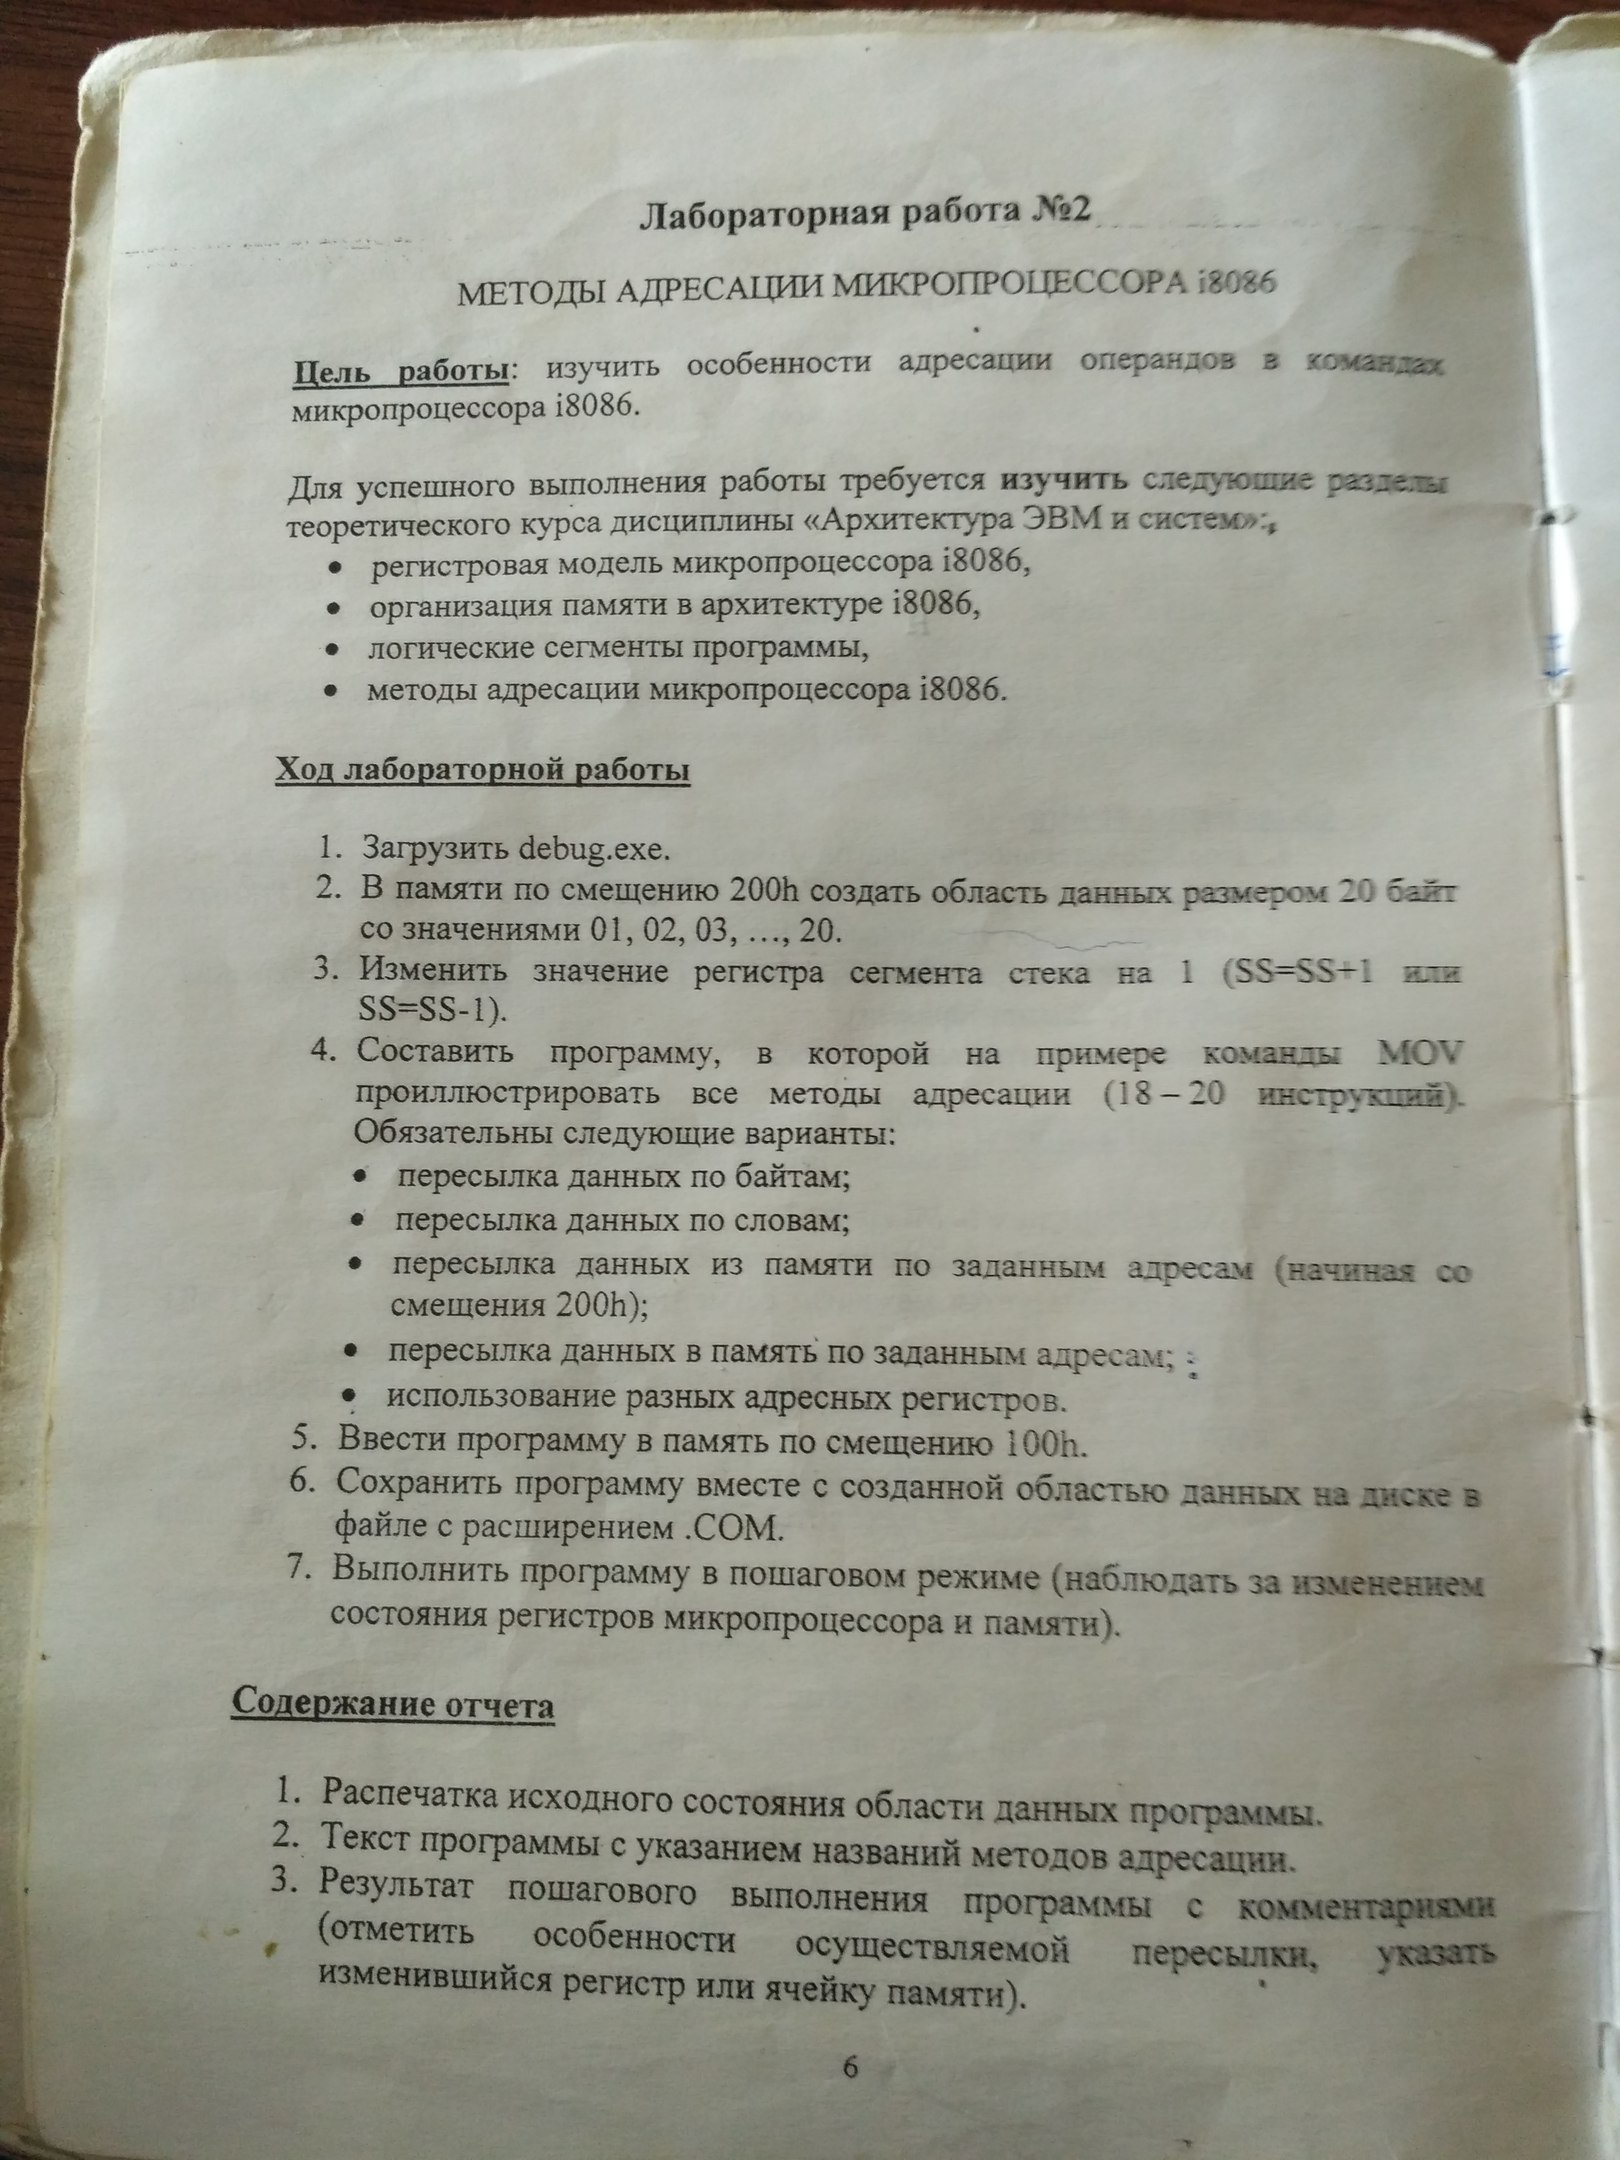 Лабораторная работа №2
МЕТОДЫ АДРЕСАЦИИ МИКРОПРОЦЕССОРА i8086
Цель работы: изучить особенности адресации операндов в командах
микропроцессора i8086.
Для успешного выполнения работы требуется изучить следующие разделы
теоретического курса дисциплины «Архитектура ЭВМ и систем»:
• регистровая модель микропроцессора i8086,
• организация памяти в архитектуре i8086,
• логические сегменты программы,
• методы адресации микропроцессора i8086.
Ход лабораторной работы
1. Загрузить debug.exe.
2. В памяти по смещению 200h создать область данных размером 20 байт
со значениями 01, 02, 03, …, 20.
3. Изменить значение регистра сегмента стека на 1 (SS=SS+1 или
SS=SS-1).
4. Составить программу, в которой на примере команды MOV
проиллюстрировать все методы адресации (18 – 20 инструкций).
Обязательны следующие варианты:
• пересылка данных по байтам;
• пересылка данных по словам;
• пересылка данных из памяти по заданным адресам (начиная со
смещения 200h);
• пересылка данных в память по заданным адресам;
• использование разных адресных регистров.
5. Ввести программу в память по смещению 100h.
6. Сохранить программу вместе с созданной областью данных на диске в
файле с расширением .COM.
7. Выполнить программу в пошаговом режиме (наблюдать за изменением
состояния регистров микропроцессора и памяти).
Содержание отчета
1. Распечатка исходного состояния области данных программы.
2. Текст программы с указанием названий методов адресации.
3. Результат пошагового выполнения программы с комментариями
(отметить особенности осуществляемой пересылки, указать
изменившийся регистр или ячейку памяти).
6